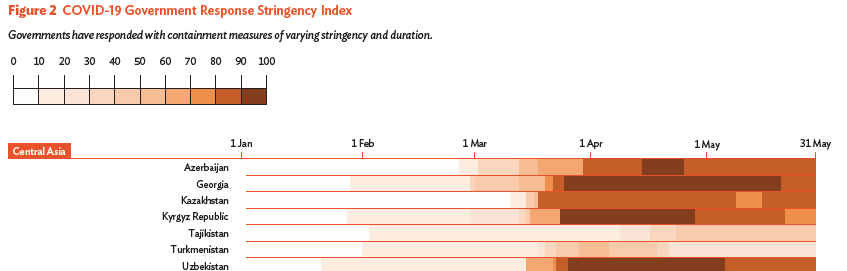 Figure 2 COVID-19 Government Response Stringency Index
Governments have responded with containment measures of varying stringency and duration.
0 10 20 30 40 50 60 70 80 90 100
Central Asia 1 Jan 1 Feb 1 Mar 1 Apr 1 May 31 May
Azerbaijan
Georgia
Kazakhstan
Kyrgyz Republic
Tajikistan
Turkmenistan
Uzbekistan